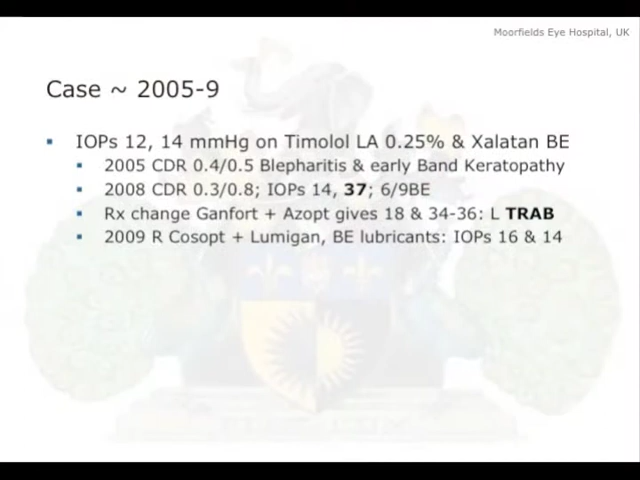 Moorfields Eye Hospital, UK
Case ~ 2005-9
▪ IOPs 12, 14 mmHg on Timolol LA 0.25% & Xalatan BE
▪ 2005 CDR 0.4/0.5 Blepharitis & early Band Keratopathy
▪ 2008 CDR 0.3/0.8; IOPs 14, 37; 6/9BE
▪ Rx change Ganfort + Azopt gives 18 & 34-36: L TRAB
▪ 2009 R Cosopt + Lumigan, BE lubricants: IOPs 16 & 14